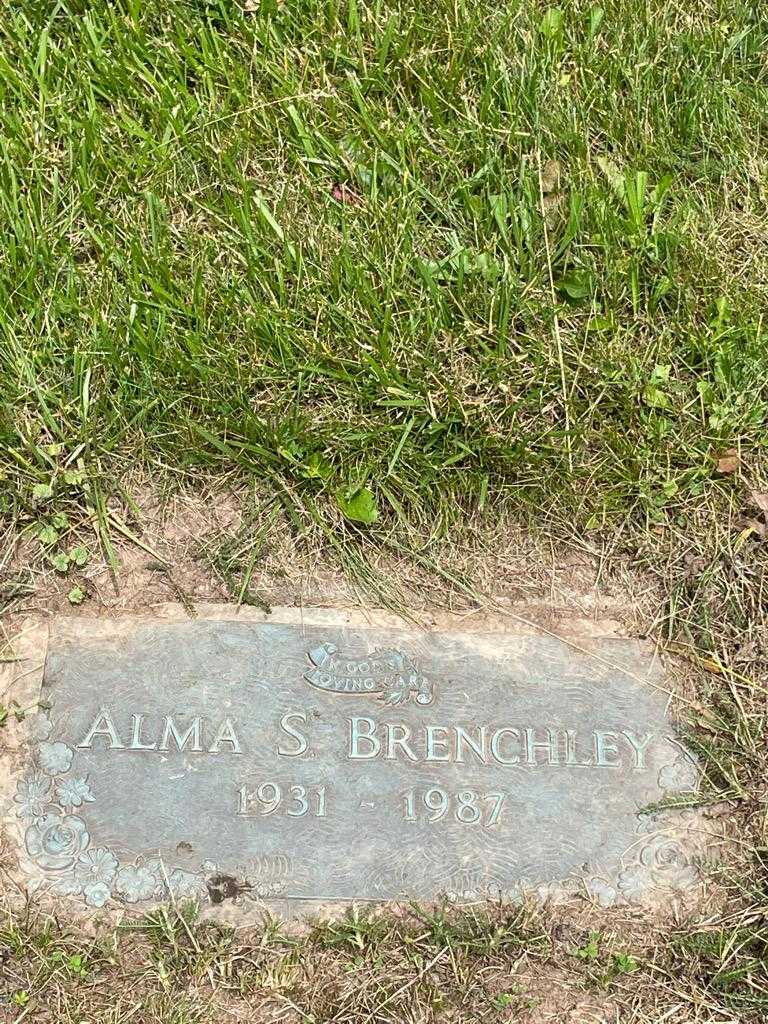 IN GOD'S
LOVING CARE
ALMA S. BRENCHLEY
1931 - 1987